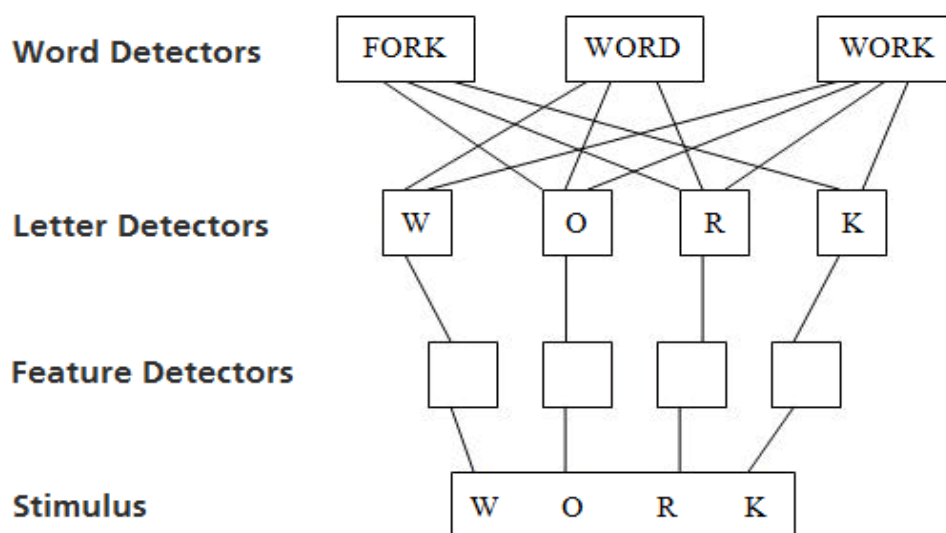 Word Detectors FORK WORD WORK
Letter Detectors W O R K
Feature Detectors
Stimulus W O R K